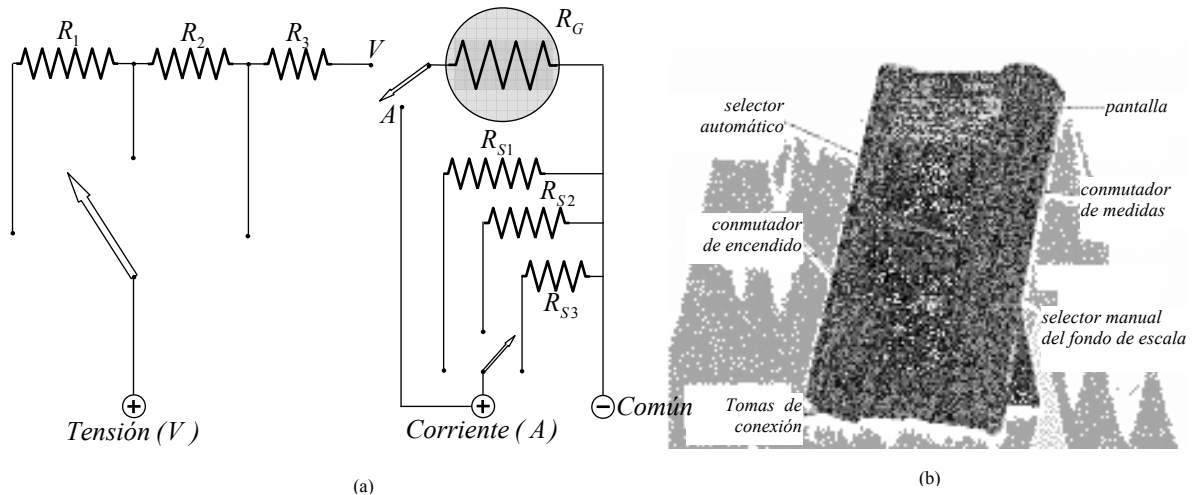 R1
R2
R3
V
A
RG
RS1
RS2
RS3
Tensión (V)
Corriente (A)
Común
(a)
selector
automático
pantalla
conmutador
de medidas
conmutador
de encendido
selector manual
del fondo de escala
Tomas de
conexión
(b)